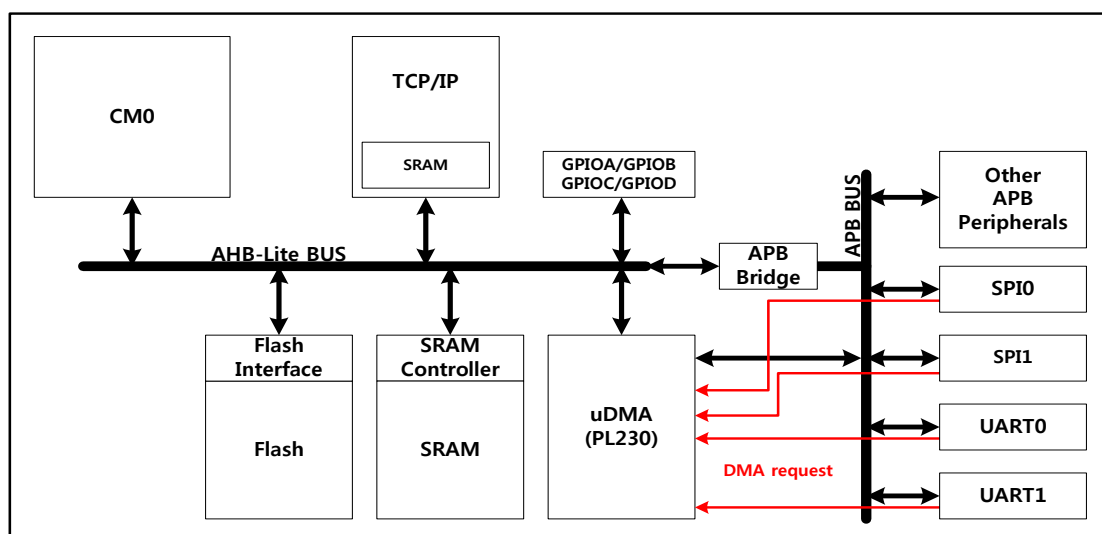 CM0
TCP/IP
SRAM
GPIOA/GPIOB
GPIOC/GPIOD
APB BUS
Other
APB
Peripherals
AHB-Lite BUS
APB
Bridge
SPI0
Flash
Interface
SRAM
Controller
SPI1
uDMA
(PL230)
UART0
Flash
SRAM
DMA request
UART1